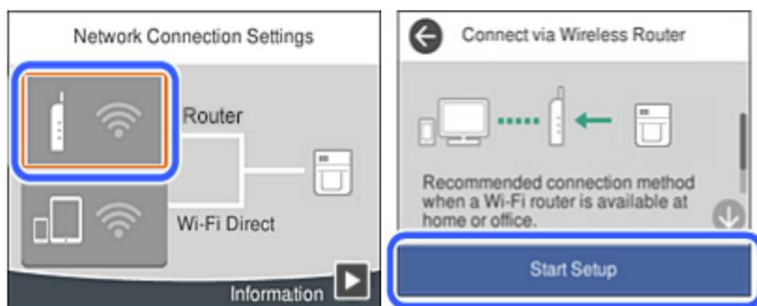 Network Connection Settings
Router
Wi-Fi Direct
Information
Connect via Wireless Router
Recommended connection method
when a Wi-Fi router is available at
home or office.
Start Setup